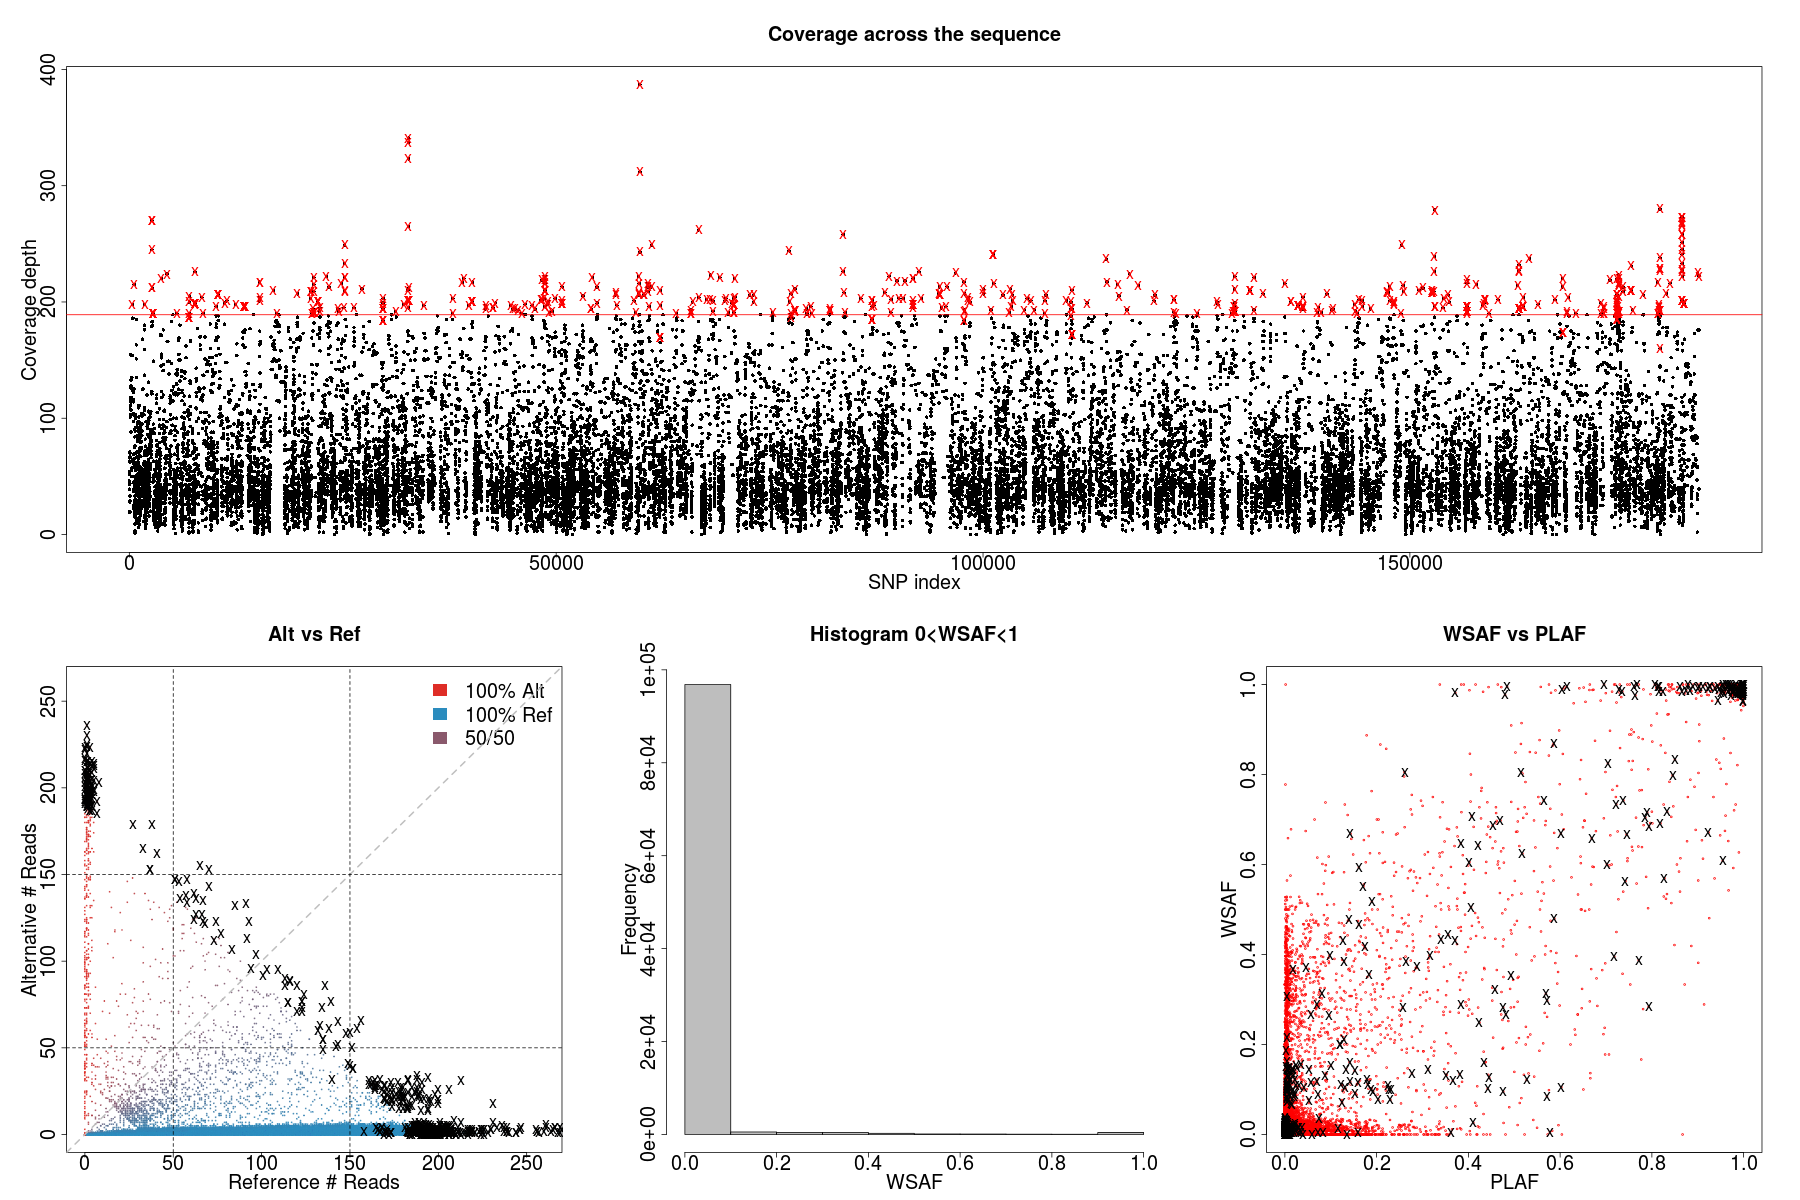 Coverage across the sequence
Coverage depth
400
300
200
100
0
0 50000 100000 150000
SNP index
Alt vs Ref
Alternative # Reads
250
200
150
100
50
0
100% Alt
100% Ref
50/50
0 50 100 150 200 250
Reference # Reads
Histogram 0<WSAF<1
Frequency
1e+05
8e+04
6e+04
4e+04
2e+04
0e+00
0.0 0.2 0.4 0.6 0.8 1.0
WSAF
WSAF vs PLAF
WSAF
1.0
0.8
0.6
0.4
0.2
0.0
0.0 0.2 0.4 0.6 0.8 1.0
PLAF